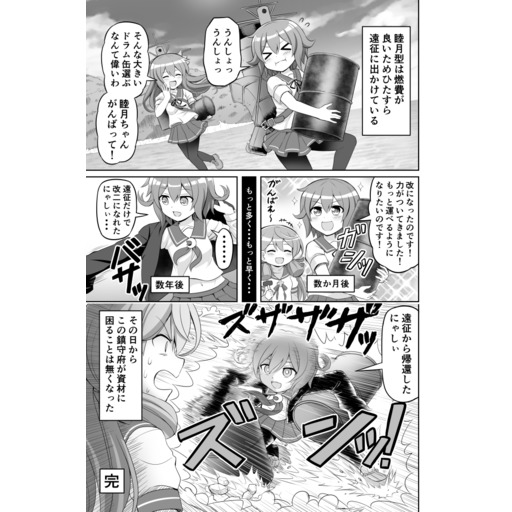 睦月型は燃費が
良いためひたすら
遠征に出かけている
うんしょっ
うんしょっ
そんな大きい
ドラム缶選ぶ
なんて偉いわ
睦月ちゃん
がんばって!
改になったのです!
力がついてきました!
もっと運べるように
なりたいのです!
ガシッ
がんばれ〜
数か月後
もっと多く・・・もっと早く・・・
・・・・・・
遠征だけで
改二になれた
にゃしぃ・・・
バサッ
数年後
遠征から帰還した
にゃしぃ
ズザザザッ
ズンッ!
その日から
この鎮守府が資材に
困ることは無くなった
完